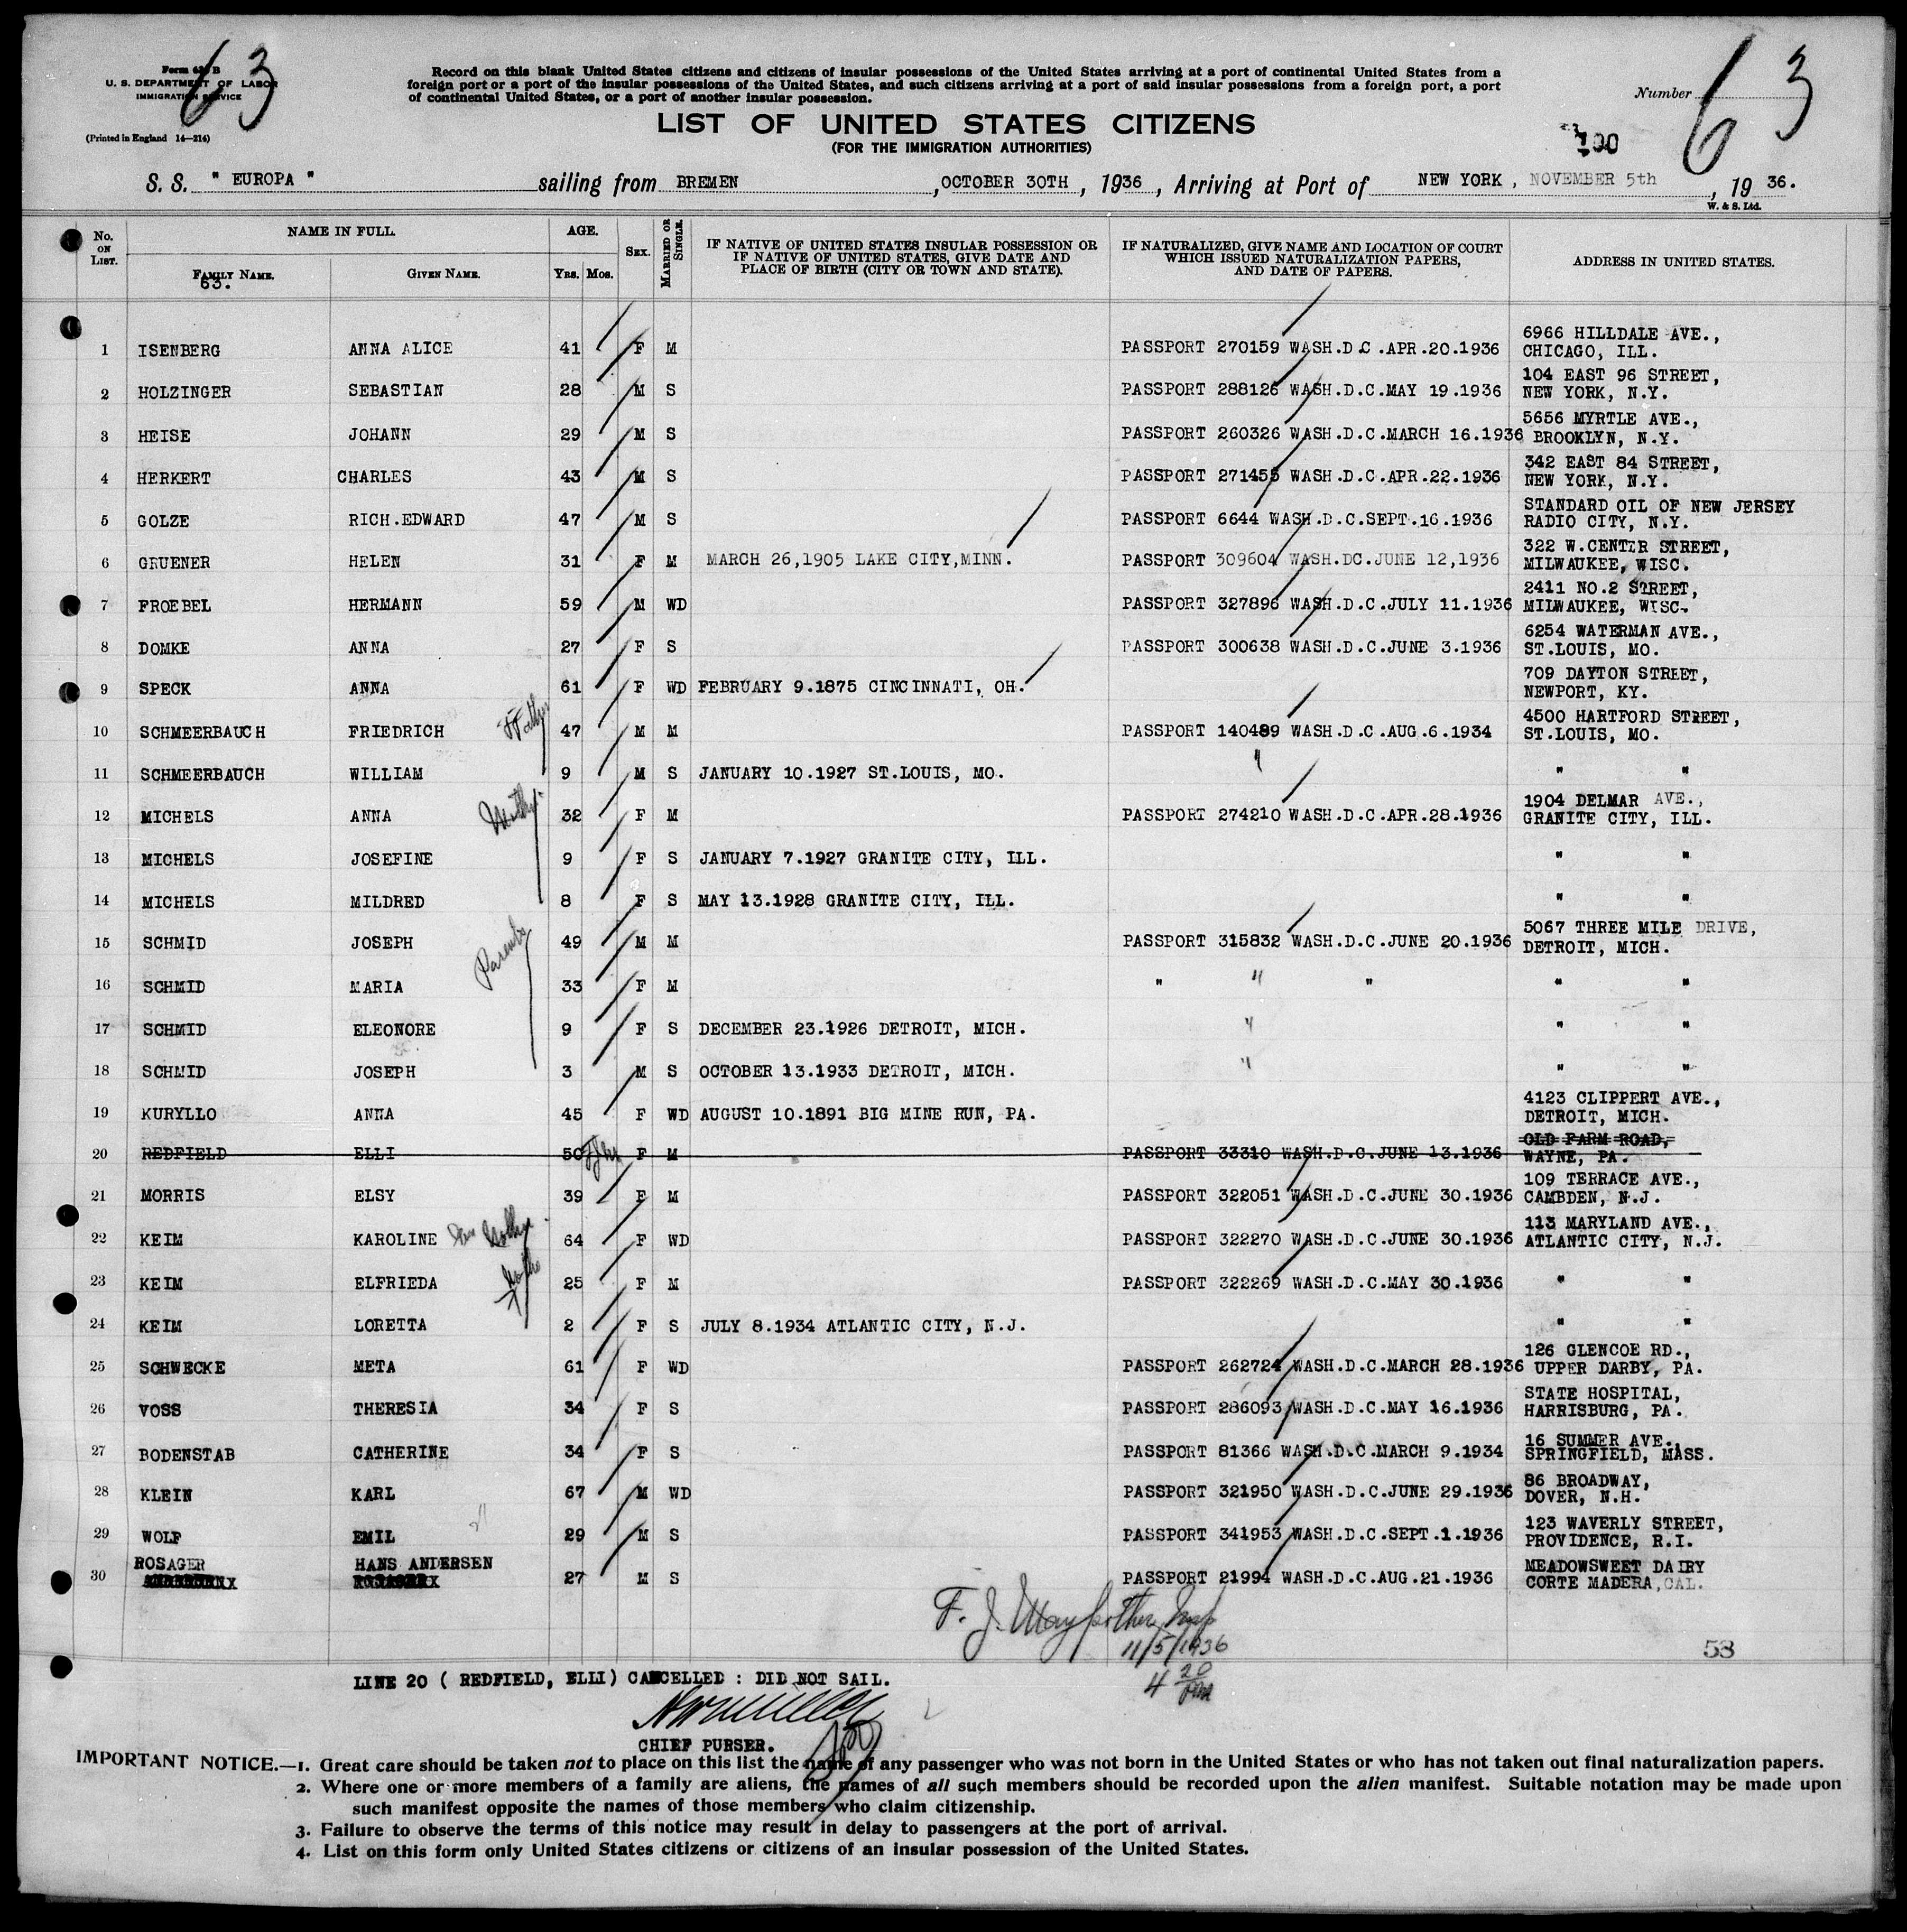 63
63
Form 630 B
U. S. DEPARTMENT OF LABOR
IMMIGRATION SERVICE
(Printed in England 14—214)
Record on this blank United States citizens and citizens of insular possessions of the United States arriving at a port of continental United States from a
foreign port or a port of the insular possessions of the United States, and such citizens arriving at a port of said insular possessions from a foreign port, a port
of continental United States, or a port of another insular possession.
Number
LIST OF UNITED STATES CITIZENS
(FOR THE IMMIGRATION AUTHORITIES)
S. S. " EUROPA " sailing from BREMEN , OCTOBER 30TH , 1936 , Arriving at Port of NEW YORK , NOVEMBER 5th , 19 36.
W. & S. Ltd.
No. ON LIST. NAME IN FULL. AGE. SEX. MARRIED OR SINGLE. IF NATIVE OF UNITED STATES INSULAR POSSESSION OR IF NATIVE OF UNITED STATES, GIVE DATE AND PLACE OF BIRTH (CITY OR TOWN AND STATE). IF NATURALIZED, GIVE NAME AND LOCATION OF COURT WHICH ISSUED NATURALIZATION PAPERS, AND DATE OF PAPERS. ADDRESS IN UNITED STATES.
FAMILY NAME. GIVEN NAME. Yrs. Mos.
63.
1 ISENBERG ANNA ALICE 41 F M PASSPORT 270159 WASH.D.C.APR.20.1936 6966 HILLDALE AVE., CHICAGO, ILL.
2 HOLZINGER SEBASTIAN 28 M S PASSPORT 288126 WASH.D.C.MAY 19.1936 104 EAST 96 STREET, NEW YORK, N.Y.
3 HEISE JOHANN 29 M S PASSPORT 260326 WASH.D.C.MARCH 16.1936 5656 MYRTLE AVE., BROOKLYN, N.Y.
4 HERKERT CHARLES 43 M S PASSPORT 271455 WASH.D.C.APR.22.1936 342 EAST 84 STREET, NEW YORK, N.Y.
5 GOLZE RICH.EDWARD 47 M S PASSPORT 6644 WASH.D.C.SEPT.16.1936 STANDARD OIL OF NEW JERSEY RADIO CITY, N.Y.
6 GRUENER HELEN 31 F M MARCH 26,1905 LAKE CITY,MINN. PASSPORT 309604 WASH.DC.JUNE 12,1936 322 W.CENTER STREET, MILWAUKEE, WISC.
7 FROEBEL HERMANN 59 M WD PASSPORT 327896 WASH.D.C.JULY 11.1936 2411 NO.2 STREET, MILWAUKEE, WISC.
8 DOMKE ANNA 27 F S PASSPORT 300638 WASH.D.C.JUNE 3.1936 6254 WATERMAN AVE., ST.LOUIS, MO.
9 SPECK ANNA 61 F WD FEBRUARY 9.1875 CINCINNATI, OH. 709 DAYTON STREET, NEWPORT, KY.
10 SCHMEERBAUCH FRIEDRICH Father 47 M M PASSPORT 140489 WASH.D.C.AUG.6.1934 4500 HARTFORD STREET, ST.LOUIS, MO.
11 SCHMEERBAUCH WILLIAM 9 M S JANUARY 10.1927 ST.LOUIS, MO. " " "
12 MICHELS ANNA Mother 32 F M PASSPORT 274210 WASH.D.C.APR.28.1936 1904 DELMAR AVE., GRANITE CITY, ILL.
13 MICHELS JOSEFINE 9 F S JANUARY 7.1927 GRANITE CITY, ILL. " "
14 MICHELS MILDRED 8 F S MAY 13.1928 GRANITE CITY, ILL. " "
15 SCHMID JOSEPH Parents 49 M M PASSPORT 315832 WASH.D.C.JUNE 20.1936 5067 THREE MILE DRIVE, DETROIT, MICH.
16 SCHMID MARIA 33 F M " " " " "
17 SCHMID ELEONORE 9 F S DECEMBER 23.1926 DETROIT, MICH. " " "
18 SCHMID JOSEPH 3 M S OCTOBER 13.1933 DETROIT, MICH. " " "
19 KURYLLO ANNA 45 F WD AUGUST 10.1891 BIG MINE RUN, PA. 4123 CLIPPERT AVE., DETROIT, MICH.
20 REDFIELD ELLI 50 F M PASSPORT 33310 WASH.D.C.JUNE 13.1936 OLD FARM ROAD, WAYNE, PA.
21 MORRIS ELSY 39 F M PASSPORT 322051 WASH.D.C.JUNE 30.1936 109 TERRACE AVE., CAMBDEN, N.J.
22 KEIM KAROLINE Mother 64 F WD PASSPORT 322270 WASH.D.C.JUNE 30.1936 113 MARYLAND AVE., ATLANTIC CITY, N.J.
23 KEIM ELFRIEDA 25 F M PASSPORT 322269 WASH.D.C.MAY 30.1936 " "
24 KEIM LORETTA 2 F S JULY 8.1934 ATLANTIC CITY, N.J. " "
25 SCHWECKE META 61 F WD PASSPORT 262724 WASH.D.C.MARCH 28.1936 126 GLENCOE RD., UPPER DARBY, PA.
26 VOSS THERESIA 34 F S PASSPORT 286093 WASH.D.C.MAY 16.1936 STATE HOSPITAL, HARRISBURG, PA.
27 BODENSTAB CATHERINE 34 F S PASSPORT 81366 WASH.D.C.MARCH 9.1934 16 SUMMER AVE., SPRINGFIELD, MASS.
28 KLEIN KARL 67 M WD PASSPORT 321950 WASH.D.C.JUNE 29.1936 86 BROADWAY, DOVER, N.H.
29 WOLF EMIL 29 M S PASSPORT 341953 WASH.D.C.SEPT.1.1936 123 WAVERLY STREET, PROVIDENCE, R.I.
30 ROSAGER HANS ANDERSEN 27 M S PASSPORT 21994 WASH.D.C.AUG.21.1936 MEADOWSWEET DAIRY CORTE MADERA,CAL.
F. J. Mayforther Insp
11/5/1936
4 20 PM
53
LINE 20 ( REDFIELD, ELLI) CANCELLED : DID NOT SAIL.
CHIEF PURSER.
IMPORTANT NOTICE.—1. Great care should be taken not to place on this list the name of any passenger who was not born in the United States or who has not taken out final naturalization papers.
2. Where one or more members of a family are aliens, the names of all such members should be recorded upon the alien manifest. Suitable notation may be made upon
such manifest opposite the names of those members who claim citizenship.
3. Failure to observe the terms of this notice may result in delay to passengers at the port of arrival.
4. List on this form only United States citizens or citizens of an insular possession of the United States.